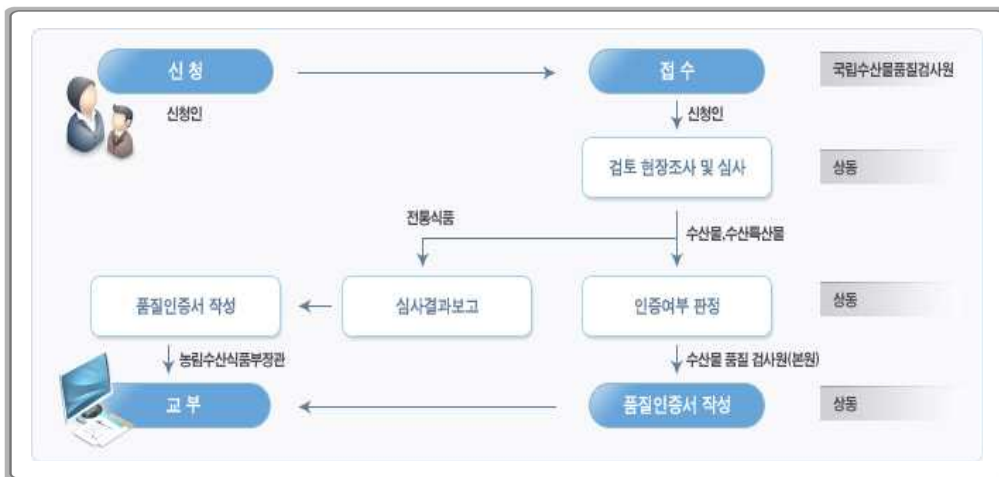 신 청
접 수
국립수산물품질검사원
신청인
신청인
검토 현장조사 및 심사
상동
전통식품
수산물,수산특산물
품질인증서 작성
심사결과보고
인증여부 판정
상동
농림수산식품부장관
수산물 품질 검사원(본원)
교 부
품질인증서 작성
상동